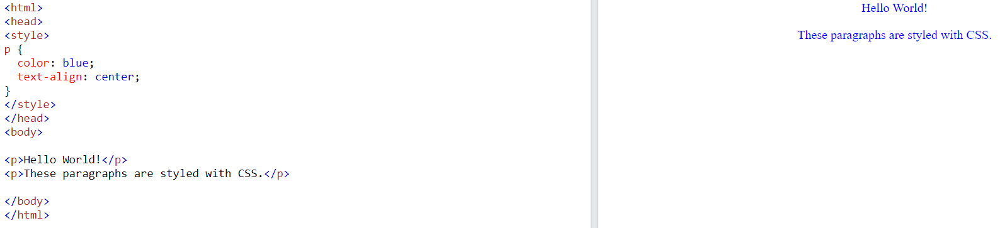 <html>
<head>
<style>
p {
  color: blue;
  text-align: center;
}
</style>
</head>
<body>

<p>Hello World!</p>
<p>These paragraphs are styled with CSS.</p>

</body>
</html>
Hello World!
These paragraphs are styled with CSS.